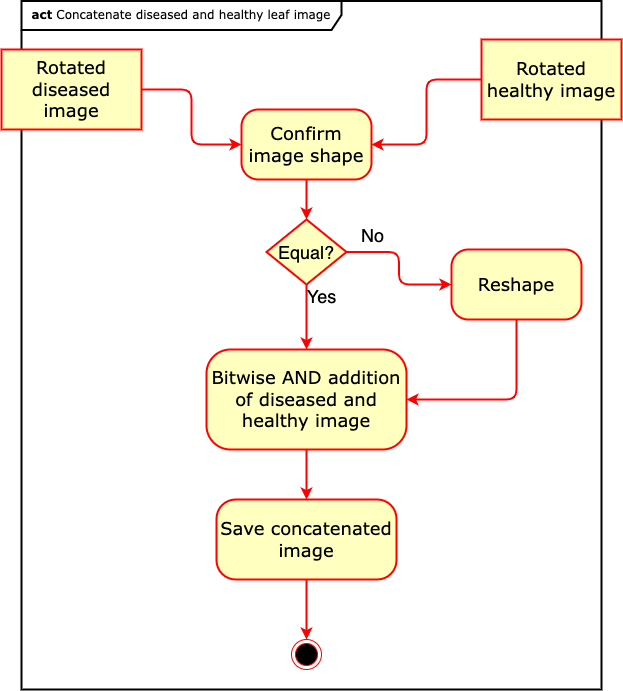 act Concatenate diseased and healthy leaf image
Rotated
diseased
image
Rotated
healthy image
Confirm
image shape
Equal?
No
Yes
Reshape
Bitwise AND addition
of diseased and
healthy image
Save concatenated
image